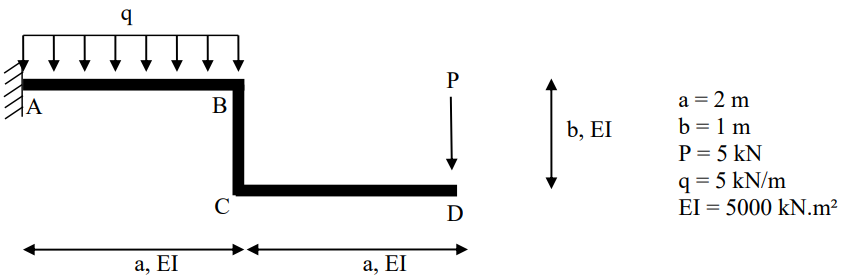 q
P
A
B
b, EI
C
D
a, EI
a, EI
a = 2 m
b = 1 m
P = 5 kN
q = 5 kN/m
EI = 5000 kN.m²